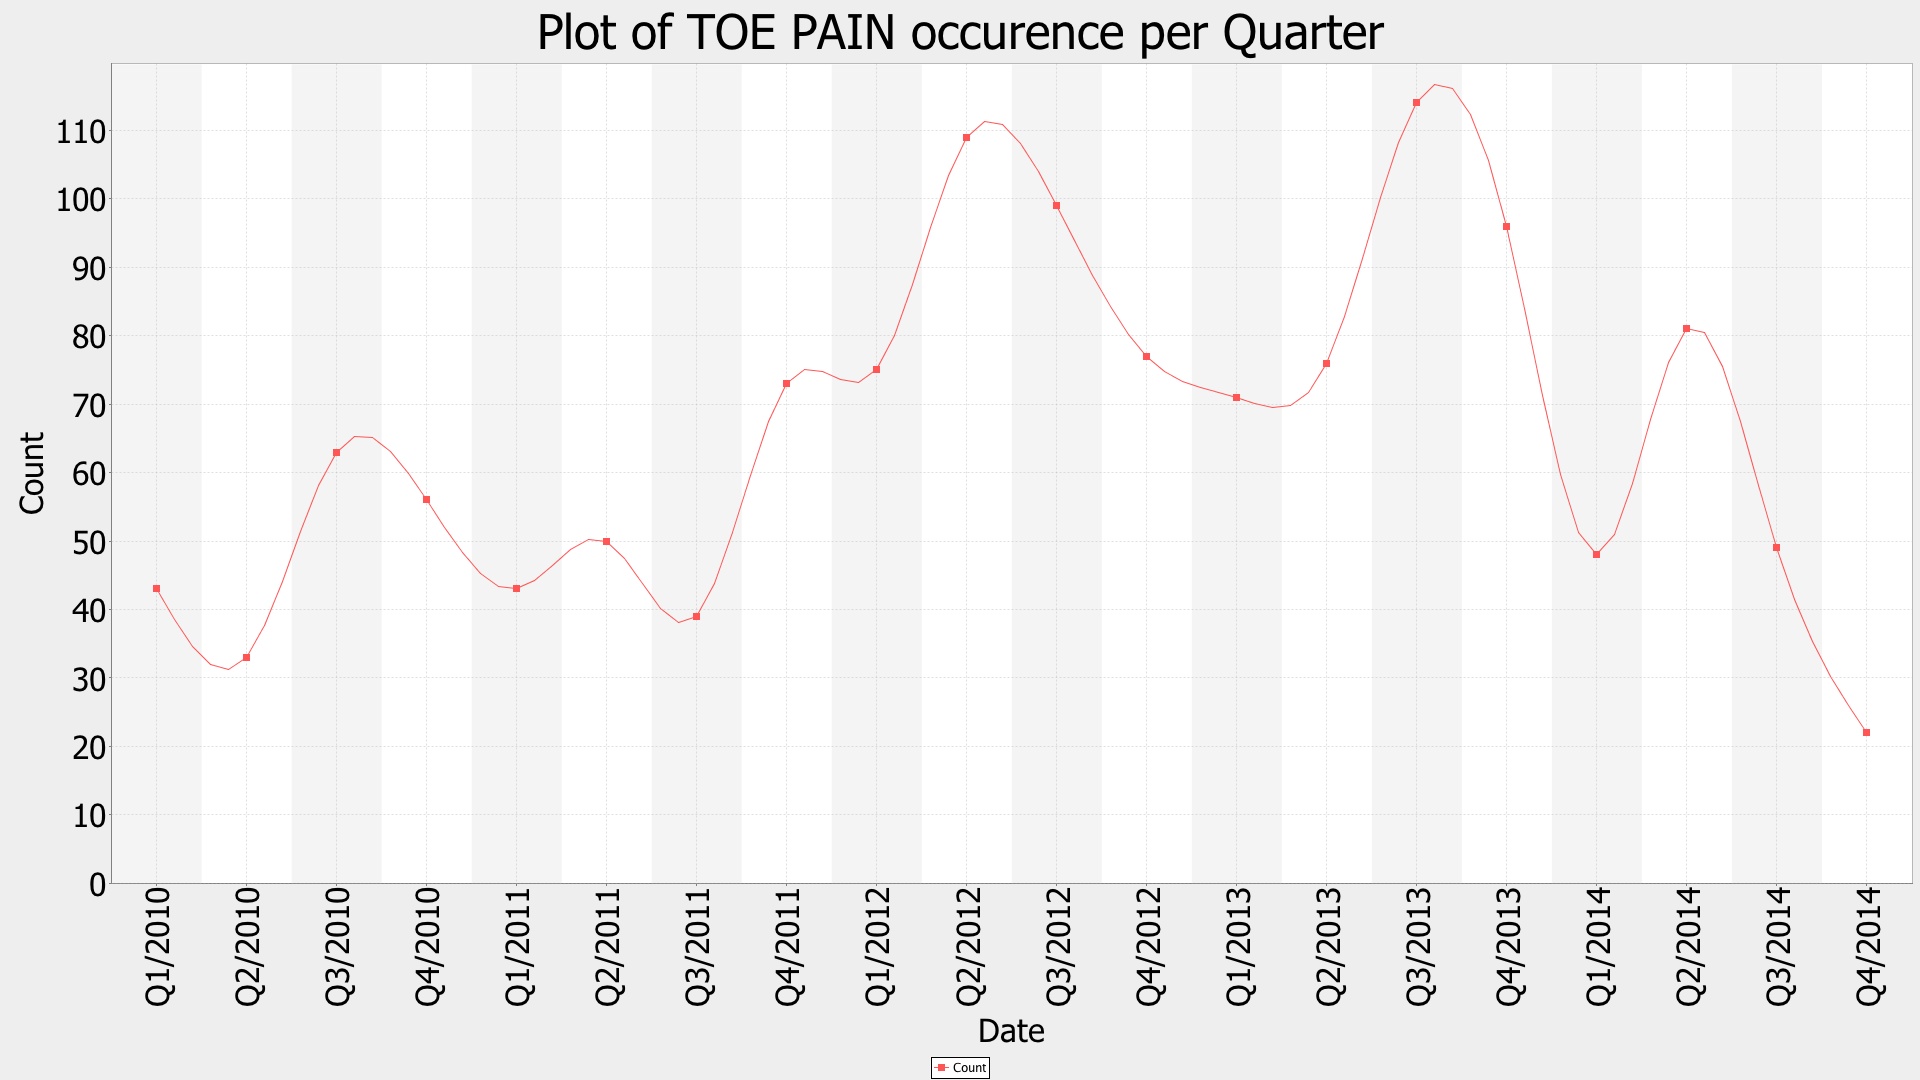 Plot of TOE PAIN occurence per Quarter
Count
110
100
90
80
70
60
50
40
30
20
10
0
Q1/2010
Q2/2010
Q3/2010
Q4/2010
Q1/2011
Q2/2011
Q3/2011
Q4/2011
Q1/2012
Q2/2012
Q3/2012
Q4/2012
Q1/2013
Q2/2013
Q3/2013
Q4/2013
Q1/2014
Q2/2014
Q3/2014
Q4/2014
Date
Count